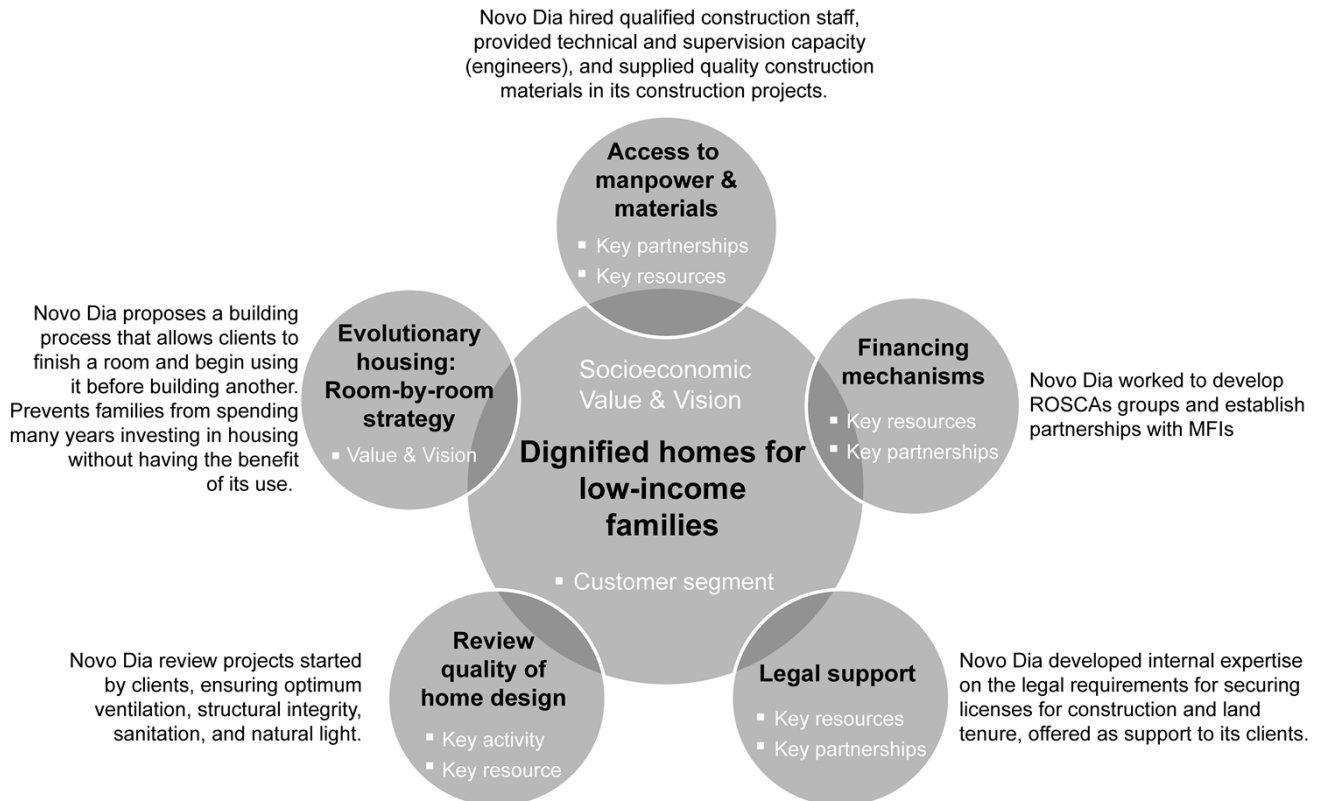 Novo Dia hired qualified construction staff,
provided technical and supervision capacity
(engineers), and supplied quality construction
materials in its construction projects.
Access to
manpower &
materials
▪ Key partnerships
▪ Key resources
Novo Dia proposes a building
process that allows clients to
finish a room and begin using
it before building another.
Prevents families from spending
many years investing in housing
without having the benefit
of its use.
Evolutionary
housing:
Room-by-room
strategy
▪ Value & Vision
Socioeconomic
Value & Vision
Dignified homes for
low-income
families
▪ Customer segment
Financing
mechanisms
▪ Key resources
▪ Key partnerships
Novo Dia worked to develop
ROSCAs groups and establish
partnerships with MFIs
Novo Dia review projects started
by clients, ensuring optimum
ventilation, structural integrity,
sanitation, and natural light.
Review
quality of
home design
▪ Key activity
▪ Key resource
Legal support
▪ Key resources
▪ Key partnerships
Novo Dia developed internal expertise
on the legal requirements for securing
licenses for construction and land
tenure, offered as support to its clients.